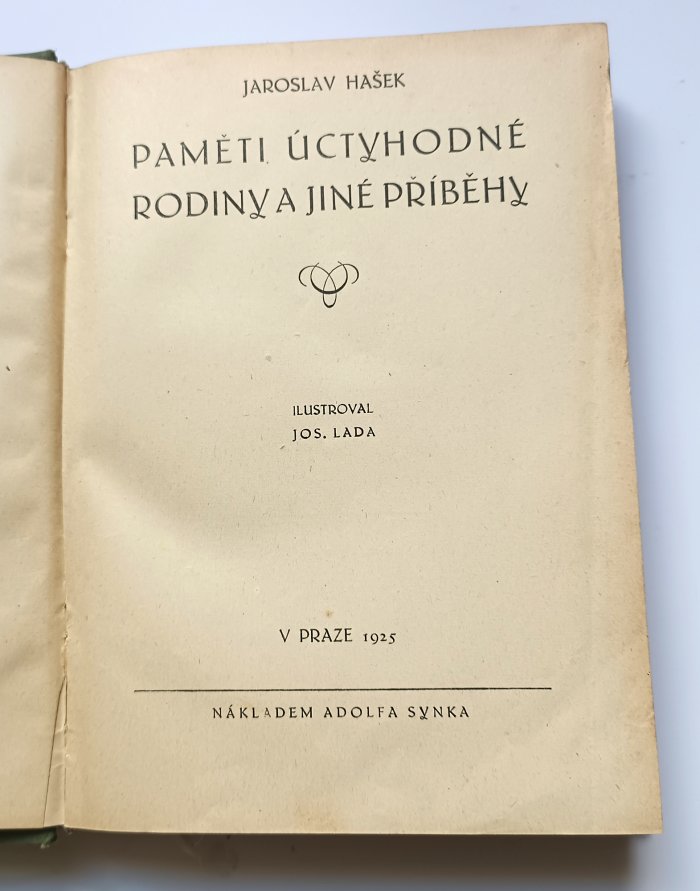 JAROSLAV HAŠEK
PAMĚTI ÚCTYHODNÉ
RODINY A JINÉ PŘÍBĚHY
ILUSTROVAL
JOS. LADA
V PRAZE 1925
NÁKLADEM ADOLFA SYNKA